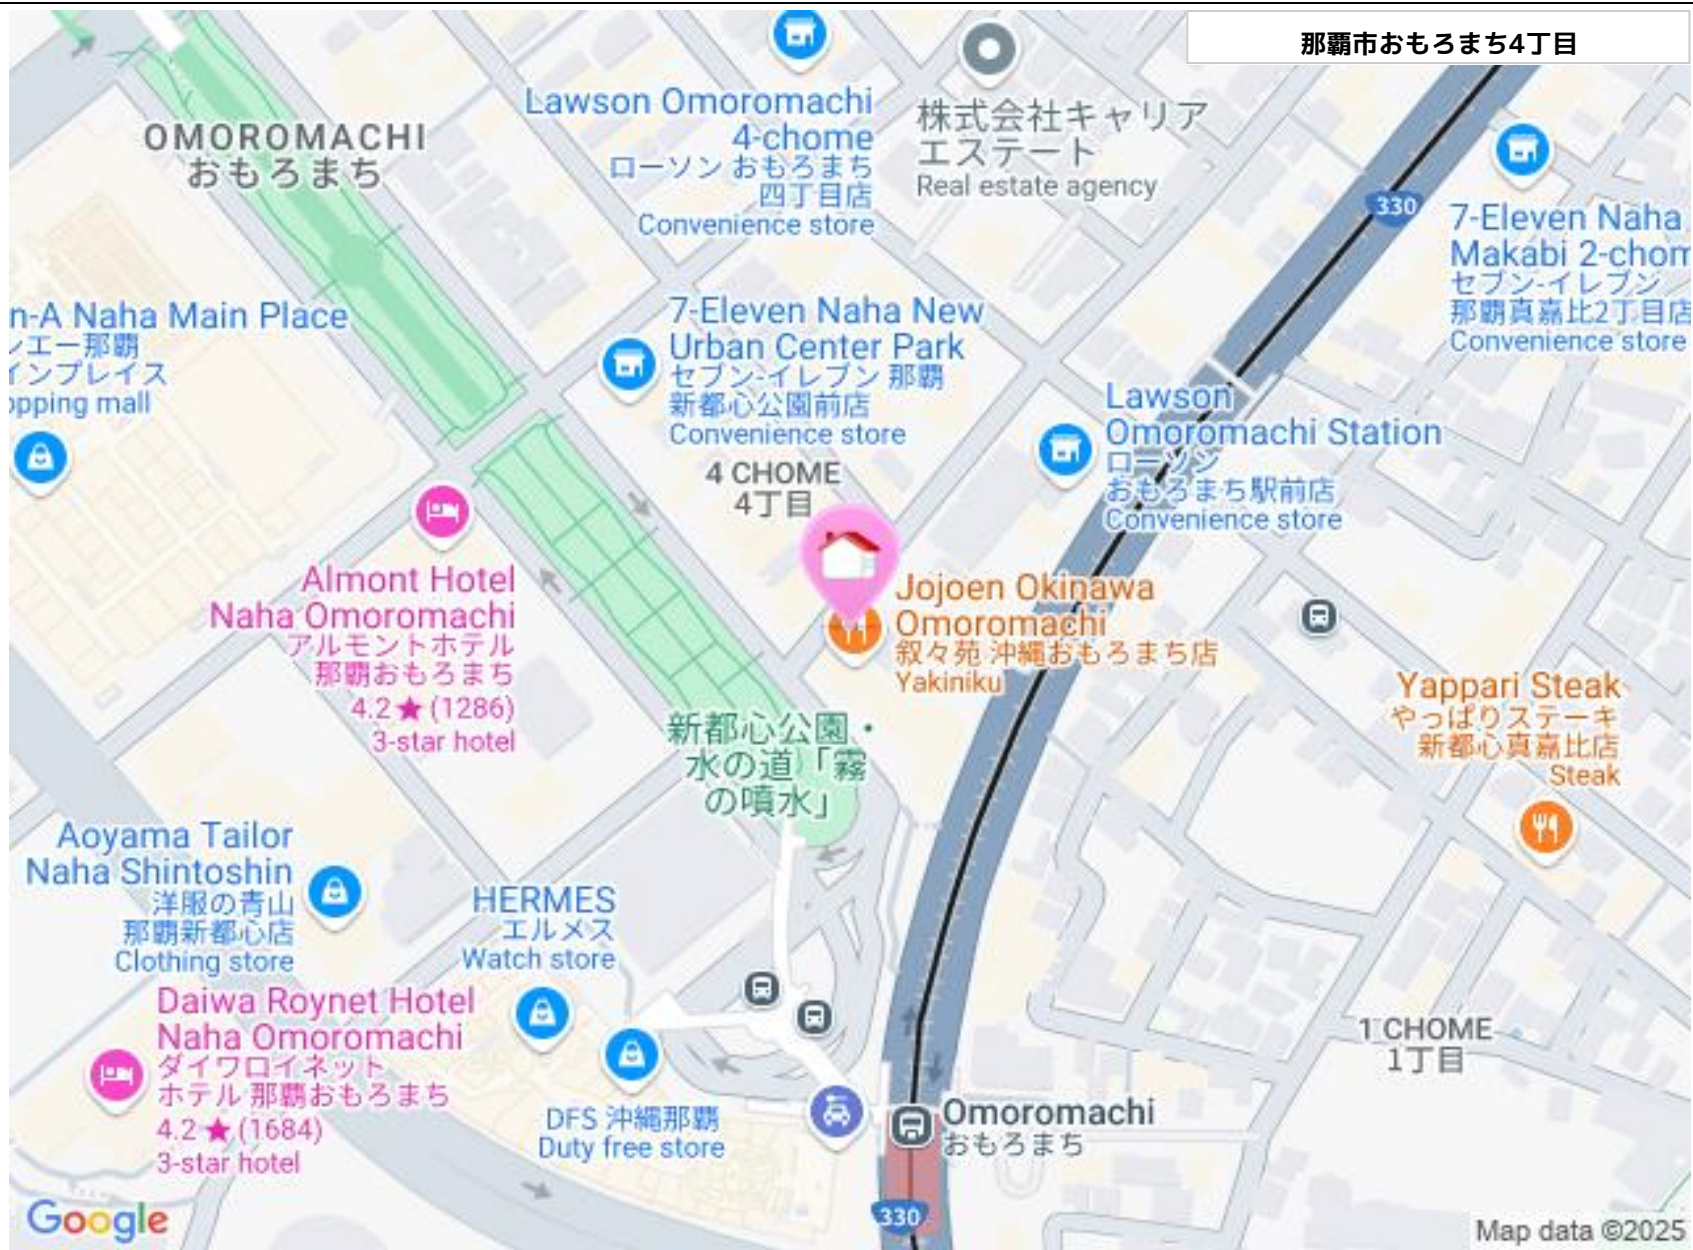 那覇市おもろまち4丁目
OMOROMACHI
おもろまち
Lawson Omoromachi
4-chome
ローソン おもろまち
四丁目店
Convenience store
株式会社キャリア
エステート
Real estate agency
330
7-Eleven Naha
Makabi 2-chom
セブン-イレブン
那覇真嘉比2丁目店
Convenience store
n-A Naha Main Place
ンエー那覇
インプレイス
opping mall
7-Eleven Naha New
Urban Center Park
セブン-イレブン 那覇
新都心公園前店
Convenience store
4 CHOME
4丁目
Lawson
Omoromachi Station
ローソン
おもろまち駅前店
Convenience store
Almont Hotel
Naha Omoromachi
アルモントホテル
那覇おもろまち
4.2★(1286)
3-star hotel
Jojoen Okinawa
Omoromachi
叙々苑 沖縄おもろまち店
Yakiniku
新都心公園・
水の道「霧
の噴水」
Yappari Steak
やっぱりステーキ
新都心真嘉比店
Steak
Aoyama Tailor
Naha Shintoshin
洋服の青山
那覇新都心店
Clothing store
HERMES
エルメス
Watch store
Daiwa Roynet Hotel
Naha Omoromachi
ダイワロイネット
ホテル 那覇おもろまち
4.2★(1684)
3-star hotel
DFS 沖縄那覇
Duty free store
Omoromachi
おもろまち
1 CHOME
1丁目
330
Google
Map data ©2025